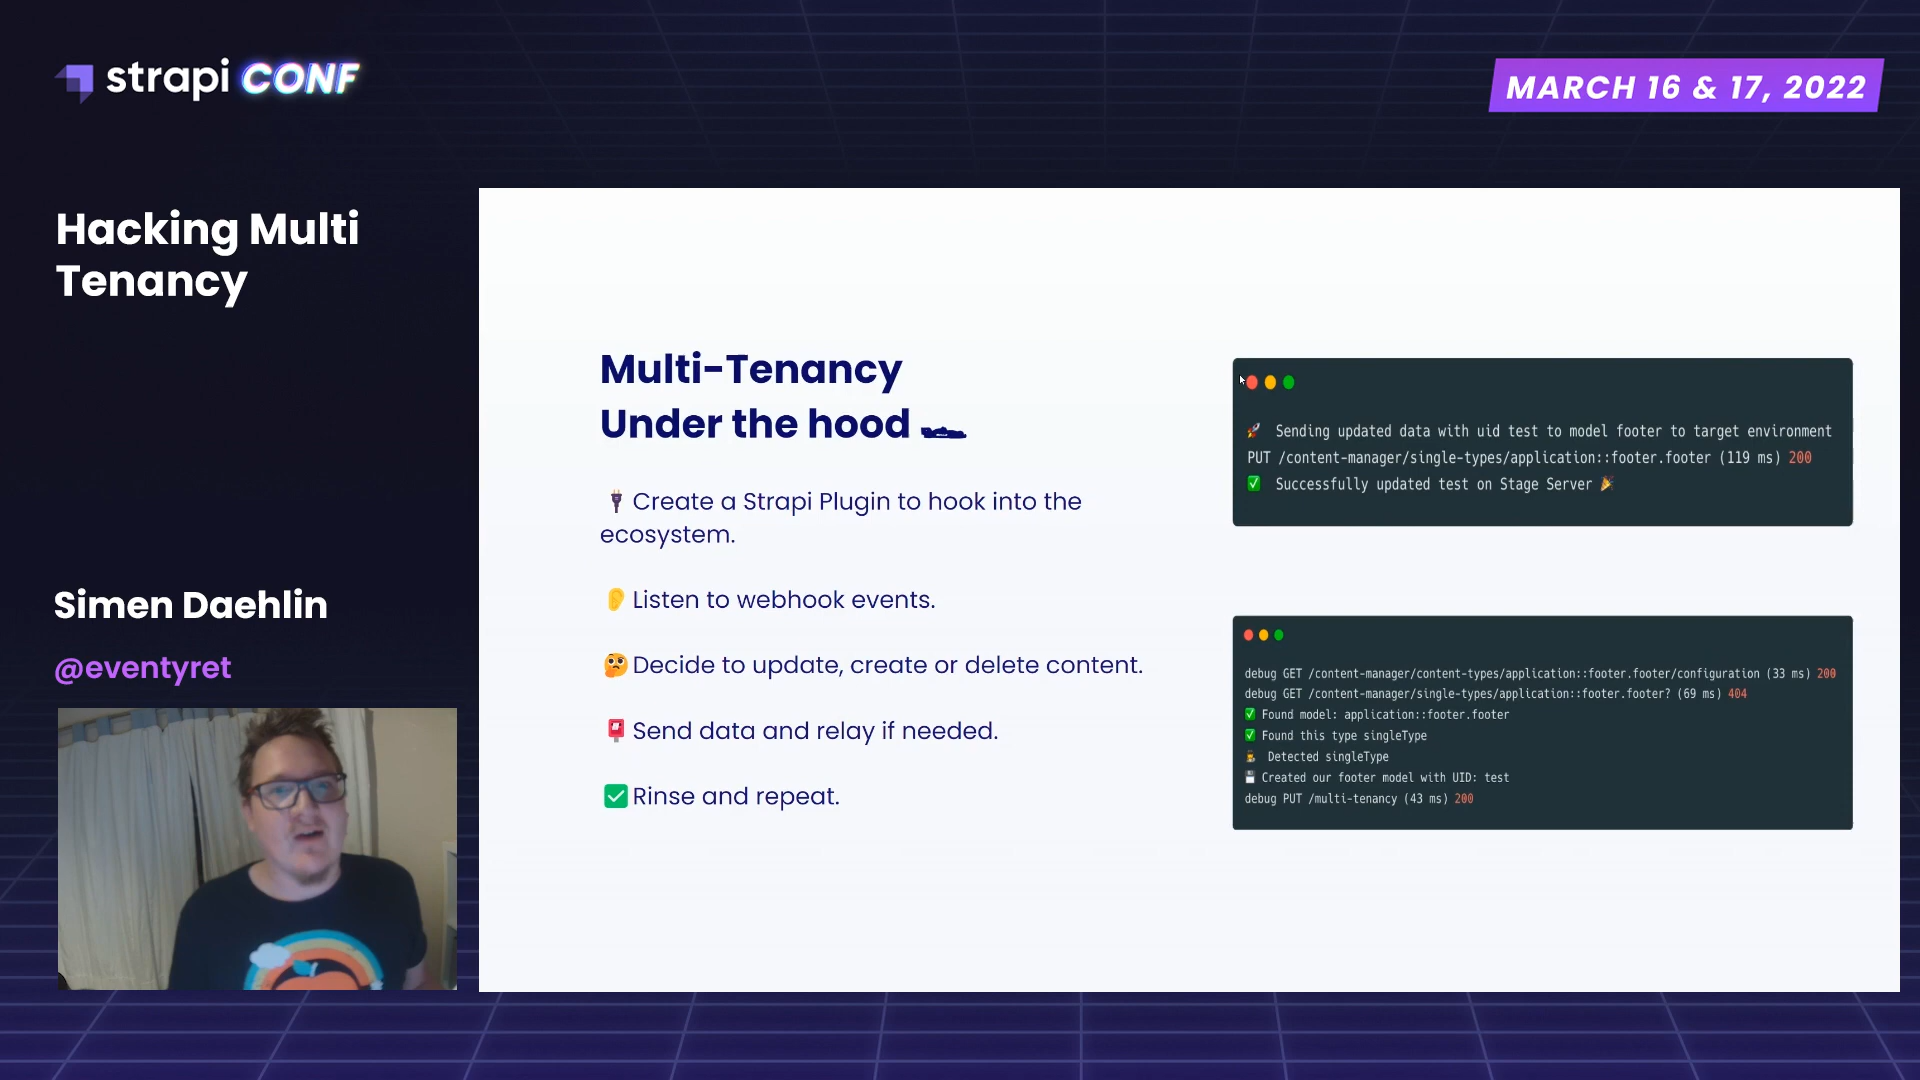 strapi CONF
MARCH 16 & 17, 2022
Hacking Multi
Tenancy
Simen Daehlin
@eventyret
Multi-Tenancy
Under the hood
Create a Strapi Plugin to hook into the
ecosystem.
Listen to webhook events.
Decide to update, create or delete content.
Send data and relay if needed.
Rinse and repeat.
Sending updated data with uid test to model footer to target environment
PUT /content-manager/single-types/application::footer.footer (119 ms) 200
Successfully updated test on Stage Server
debug GET /content-manager/content-types/application::footer.footer/configuration (33 ms) 200
debug GET /content-manager/single-types/application::footer.footer? (69 ms) 404
Found model: application::footer.footer
Found this type singleType
Detected singleType
Created our footer model with UID: test
debug PUT /multi-tenancy (43 ms) 200